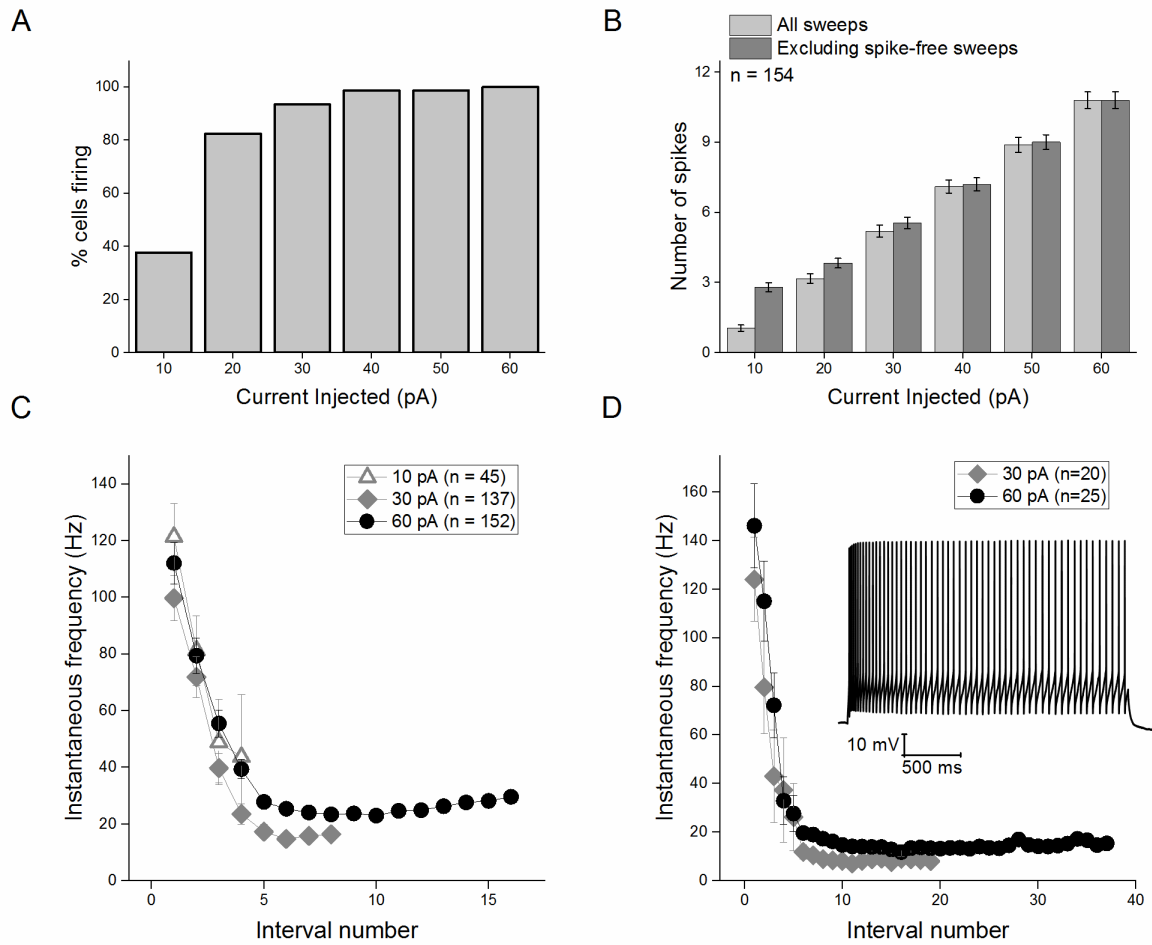 A
% cells firing
100
80
60
40
20
0
10 20 30 40 50 60
Current Injected (pA)
B
All sweeps
Excluding spike-free sweeps
n = 154
Number of spikes
12
9
6
3
0
10 20 30 40 50 60
Current Injected (pA)
C
10 pA (n = 45)
30 pA (n = 137)
60 pA (n = 152)
Instantaneous frequency (Hz)
140
120
100
80
60
40
20
0
0 5 10 15
Interval number
D
30 pA (n=20)
60 pA (n=25)
Instantaneous frequency (Hz)
160
140
120
100
80
60
40
20
0
10 mV
500 ms
0 10 20 30 40
Interval number